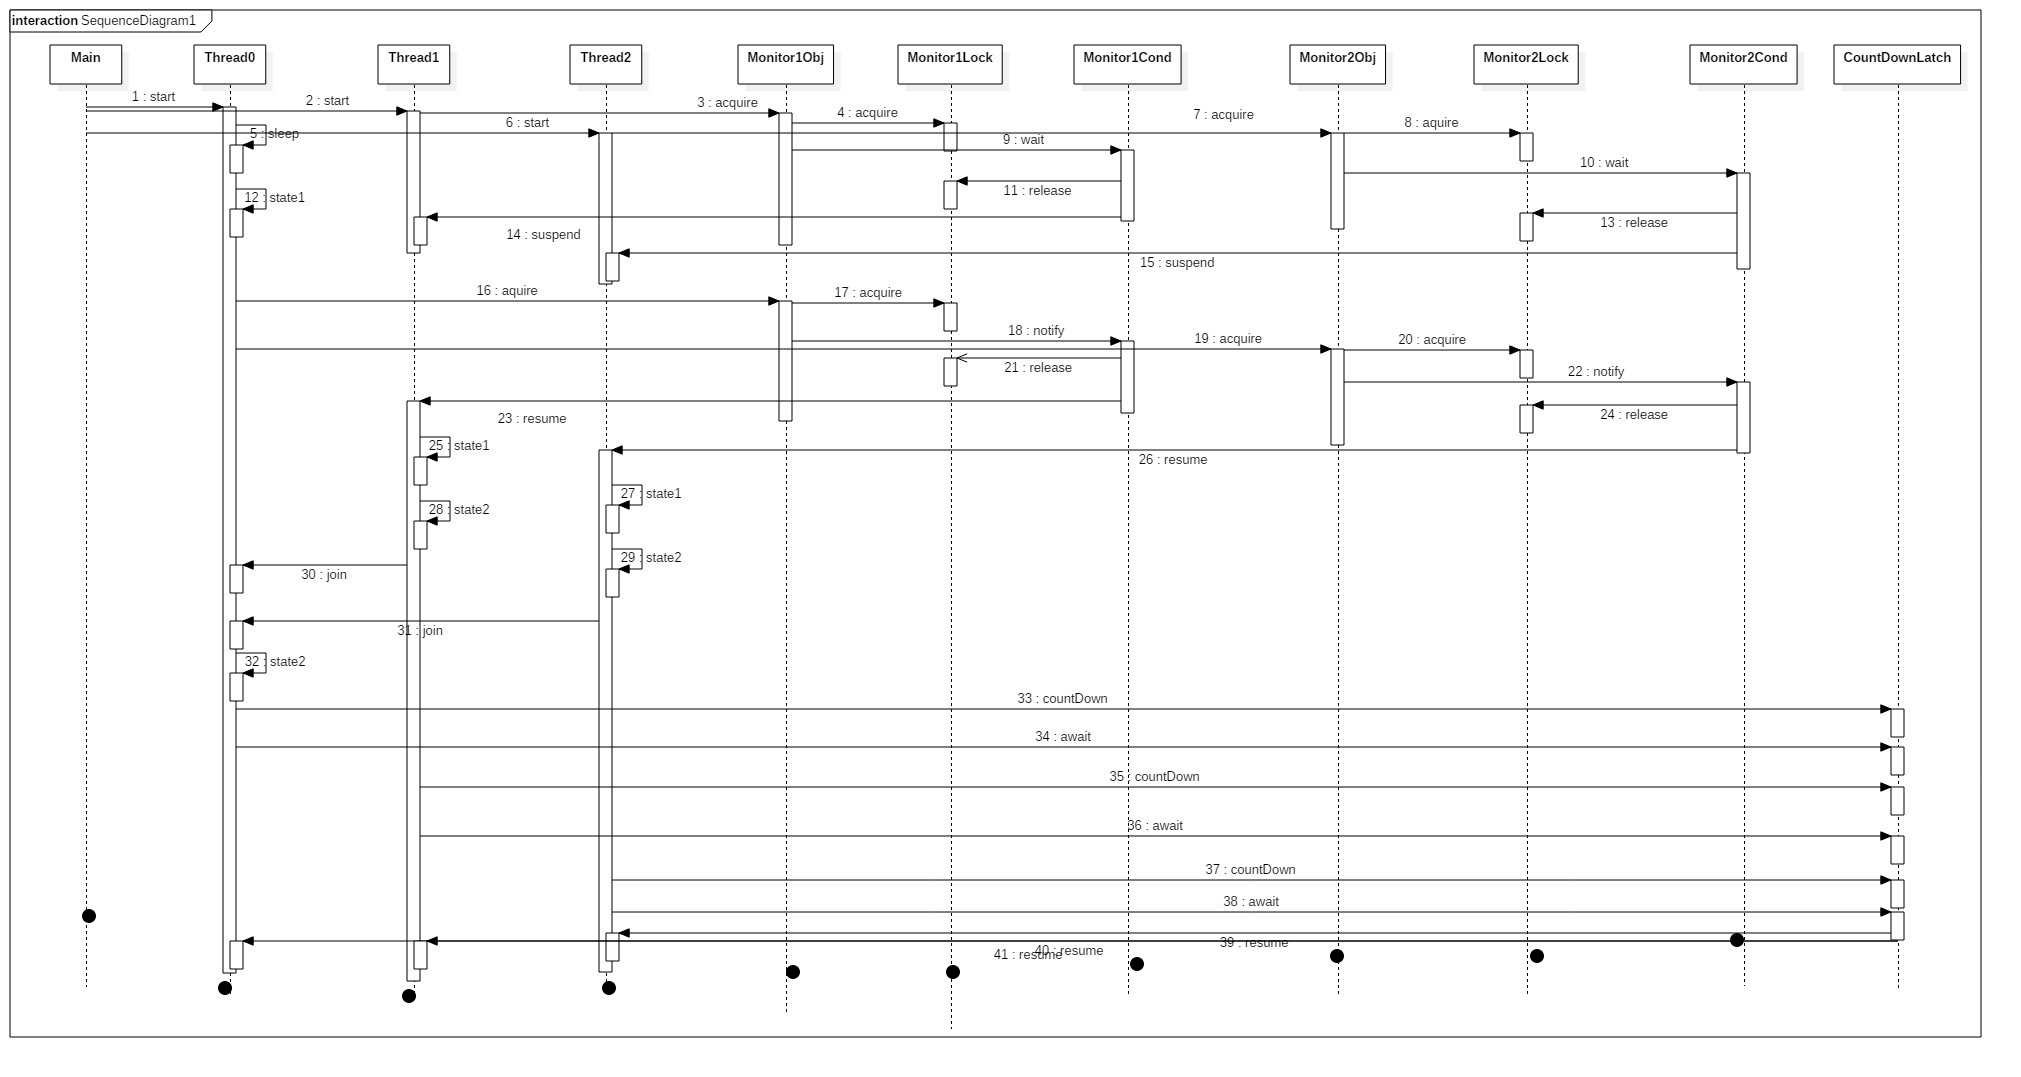 interaction SequenceDiagram1
Main
Thread0
Thread1
Thread2
Monitor1Obj
Monitor1Lock
Monitor1Cond
Monitor2Obj
Monitor2Lock
Monitor2Cond
CountDownLatch
1 : start
2 : start
3 : acquire
4 : acquire
5 : sleep
6 : start
7 : acquire
8 : aquire
9 : wait
10 : wait
11 : release
12 : state1
13 : release
14 : suspend
15 : suspend
16 : aquire
17 : acquire
18 : notify
19 : acquire
20 : acquire
21 : release
22 : notify
23 : resume
24 : release
25 : state1
26 : resume
27 : state1
28 : state2
29 : state2
30 : join
31 : join
32 : state2
33 : countDown
34 : await
35 : countDown
36 : await
37 : countDown
38 : await
39 : resume
40 : resume
41 : resume